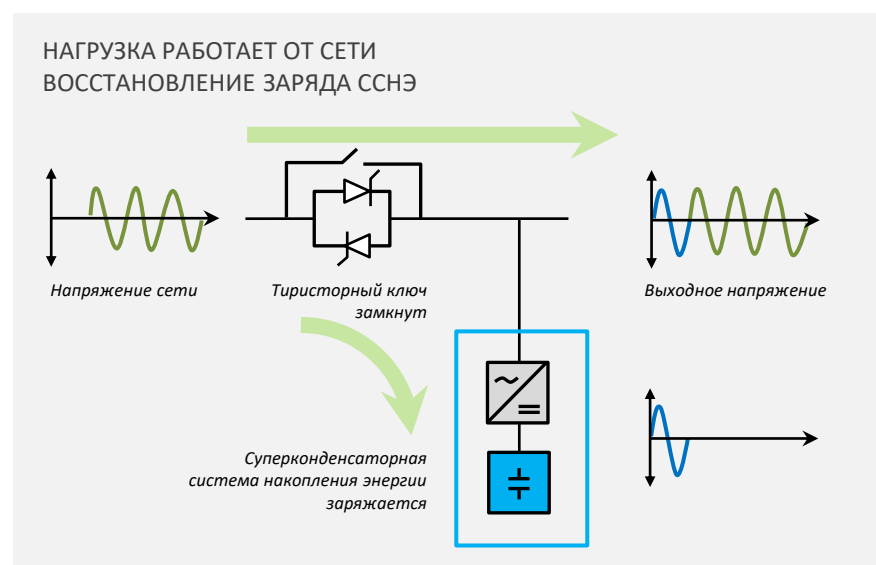 НАГРУЗКА РАБОТАЕТ ОТ СЕТИ
ВОССТАНОВЛЕНИЕ ЗАРЯДА ССНЭ
Напряжение сети
Тиристорный ключ
замкнут
Выходное напряжение
Суперконденсаторная
система накопления энергии
заряжается